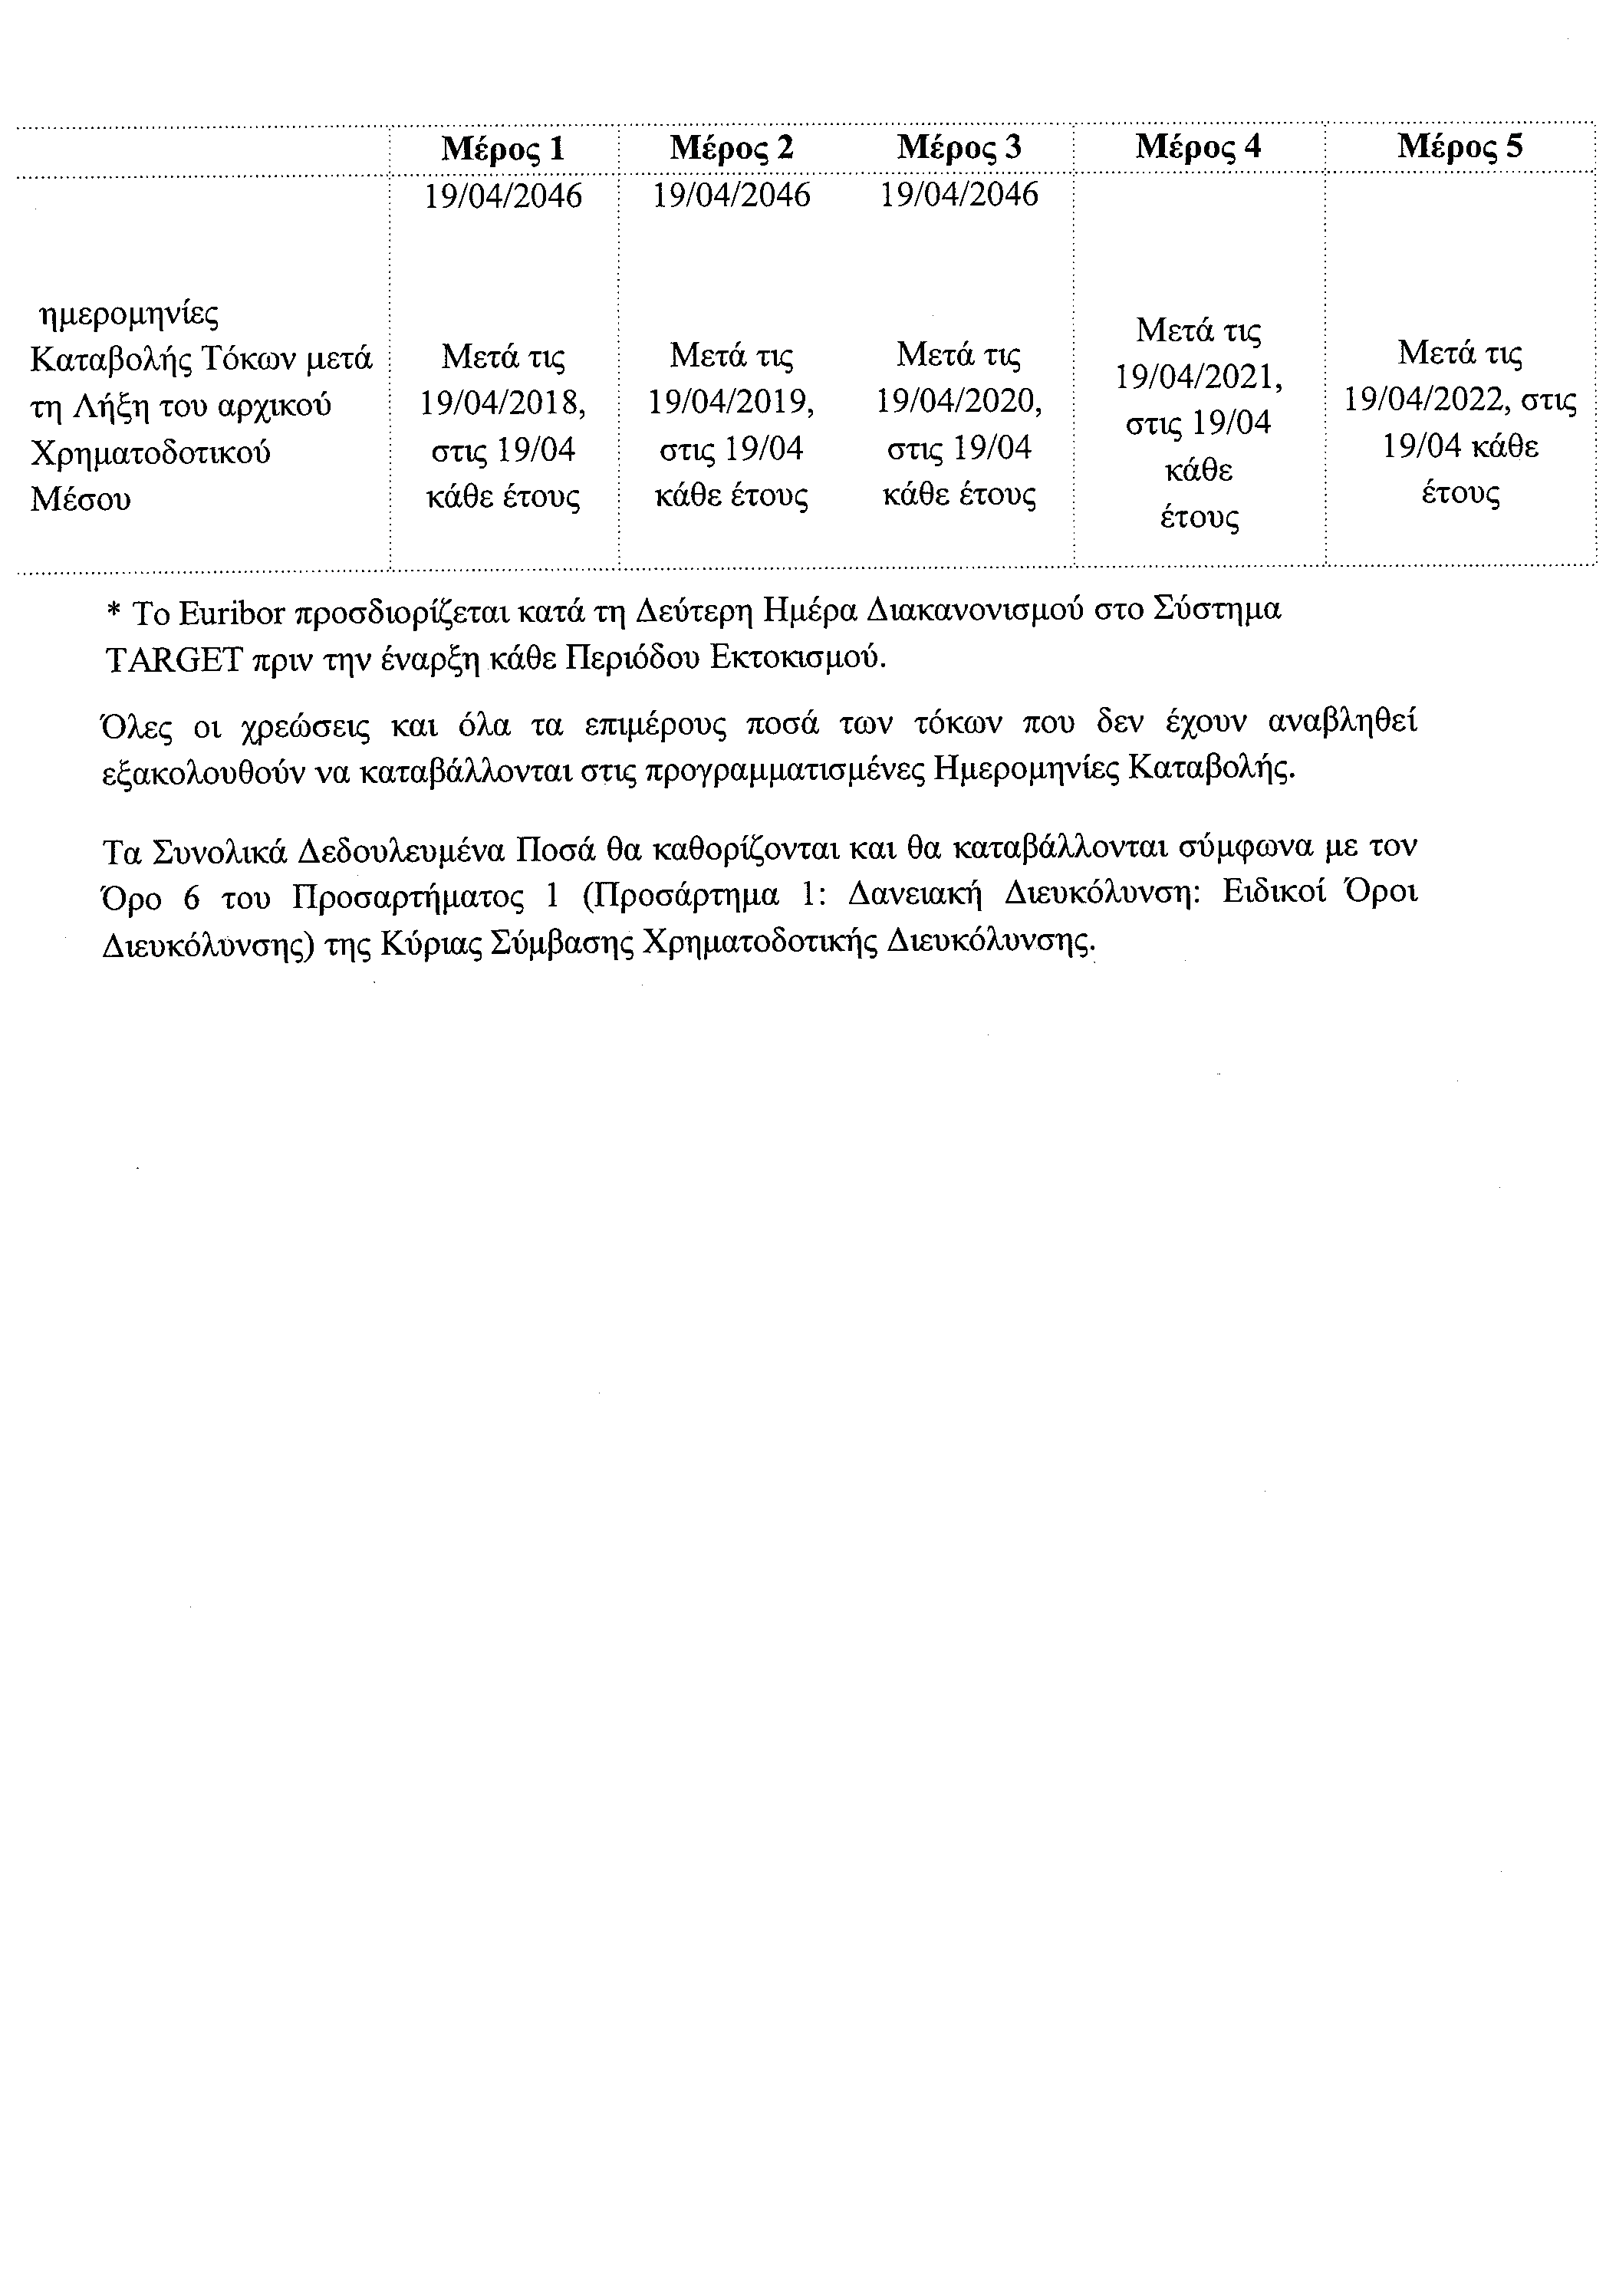 Μέρος 1 Μέρος 2 Μέρος 3 Μέρος 4 Μέρος 5
19/04/2046 19/04/2046 19/04/2046
ημερομηνίες
Καταβολής Τόκων μετά
τη Λήξη του αρχικού
Χρηματοδοτικού
Μέσου
Μετά τις
19/04/2018,
στις 19/04
κάθε έτους
Μετά τις
19/04/2019,
στις 19/04
κάθε έτους
Μετά τις
19/04/2020,
στις 19/04
κάθε έτους
Μετά τις
19/04/2021,
στις 19/04
κάθε
έτους
Μετά τις
19/04/2022, στις
19/04 κάθε
έτους
* Το Euribor προσδιορίζεται κατά τη Δεύτερη Ημέρα Διακανονισμού στο Σύστημα
TARGET πριν την έναρξη κάθε Περιόδου Εκτοκισμού.
Όλες οι χρεώσεις και όλα τα επιμέρους ποσά των τόκων που δεν έχουν αναβληθεί
εξακολουθούν να καταβάλλονται στις προγραμματισμένες Ημερομηνίες Καταβολής.
Τα Συνολικά Δεδουλευμένα Ποσά θα καθορίζονται και θα καταβάλλονται σύμφωνα με τον
Όρο 6 του Προσαρτήματος 1 (Προσάρτημα 1: Δανειακή Διευκόλυνση: Ειδικοί Όροι
Διευκόλυνσης) της Κύριας Σύμβασης Χρηματοδοτικής Διευκόλυνσης.